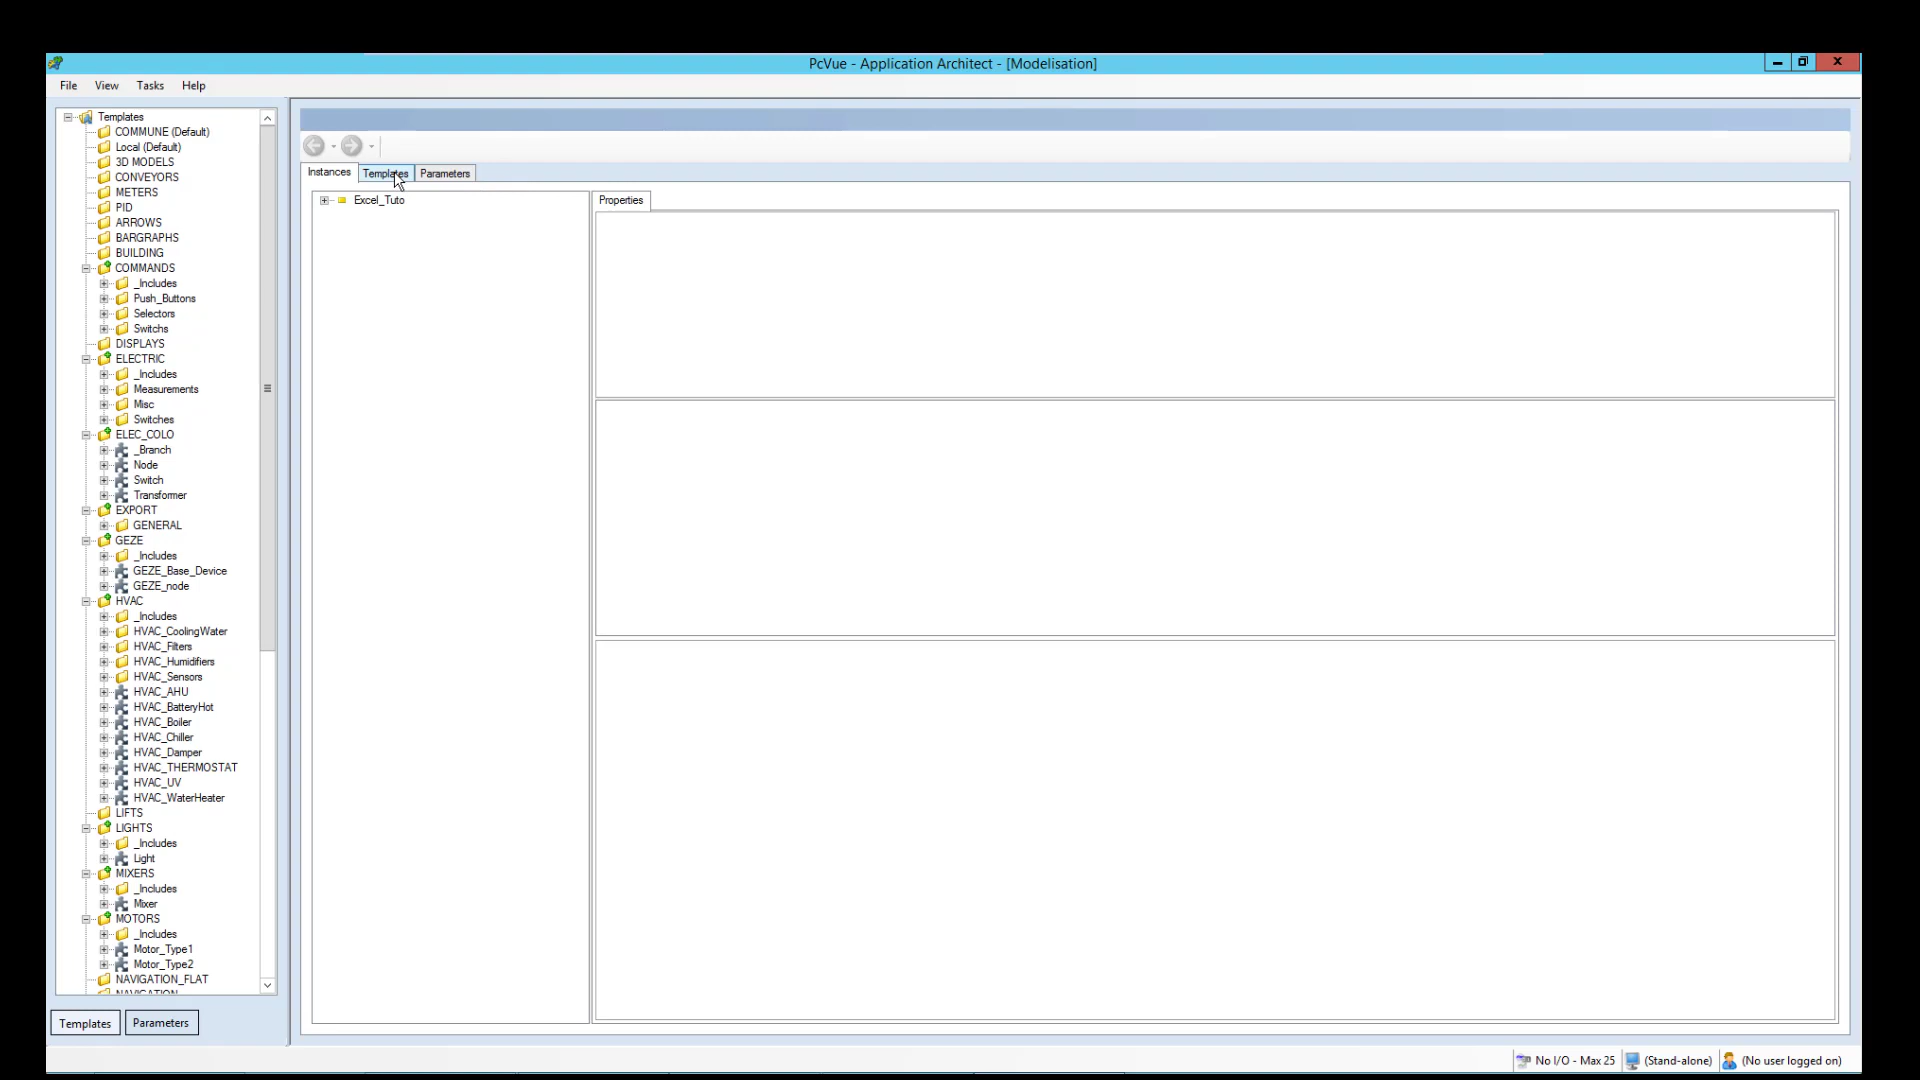 PcVue - Application Architect - [Modelisation]
File View Tasks Help
Templates
COMMUNE (Default)
Local (Default)
3D MODELS
CONVEYORS
METERS
PID
ARROWS
BARGRAPHS
BUILDING
COMMANDS
_Includes
Push_Buttons
Selectors
Switchs
DISPLAYS
ELECTRIC
_Includes
Measurements
Misc
Switches
ELEC_COLO
_Branch
Node
Switch
Transformer
EXPORT
GENERAL
GEZE
_Includes
GEZE_Base_Device
GEZE_node
HVAC
_Includes
HVAC_CoolingWater
HVAC_Filters
HVAC_Humidifiers
HVAC_Sensors
HVAC_AHU
HVAC_BatteryHot
HVAC_Boiler
HVAC_Chiller
HVAC_Damper
HVAC_THERMOSTAT
HVAC_UV
HVAC_WaterHeater
LIFTS
LIGHTS
_Includes
Light
MIXERS
_Includes
Mixer
MOTORS
_Includes
Motor_Type1
Motor_Type2
NAVIGATION_FLAT
NAVIGATION
Templates Parameters
Instances Templates Parameters
Excel_Tuto
Properties
No I/O - Max 25 (Stand-alone) (No user logged on)